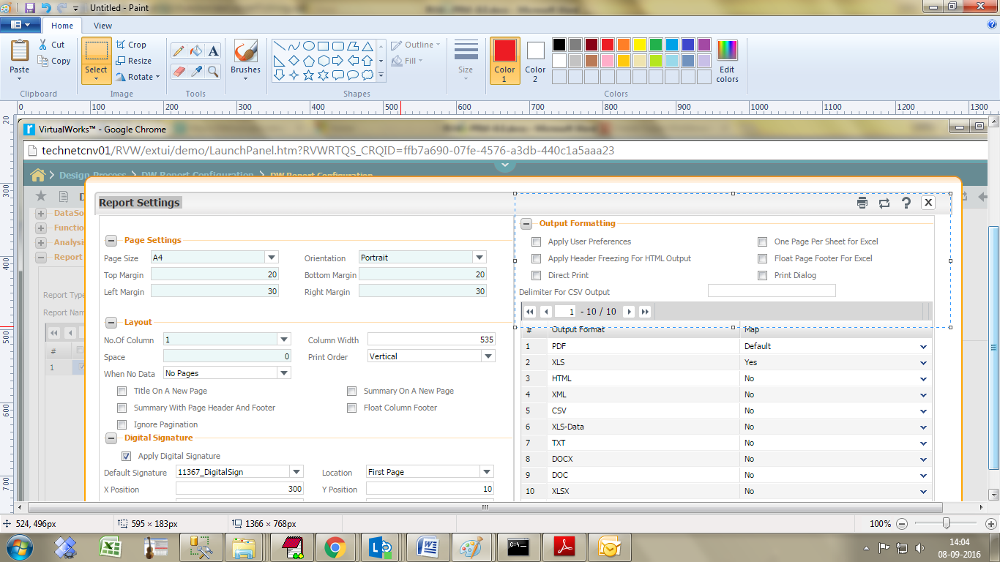 Untitled - Paint
Home View
Paste
Cut
Copy
Clipboard
Select
Crop
Resize
Rotate
Image
Tools
Brushes
Shapes
Outline
Fill
Size
Color 1
Color 2
Edit colors
Colors
0 100 200 300 400 500 600 700 800 900 1000 1100 1200 1300
20
300
400
500
600
700
VirtualWorks™ - Google Chrome
technetcnv01/RVW/extui/demo/LaunchPanel.htm?RVWRTQS_CRQID=ffb7a690-07fe-4576-a3db-440c1a5aaa23
Design Process > DW Report Configuration > DW Report Configuration
D
DataSo
Function
Analysis
Report
Report Type
Report Nam
#
1
Report Settings
Page Settings
Page Size A4 Orientation Portrait
Top Margin 20 Bottom Margin 20
Left Margin 30 Right Margin 30
Layout
No.Of Column 1 Column Width 535
Space 0 Print Order Vertical
When No Data No Pages
Title On A New Page Summary On A New Page
Summary With Page Header And Footer Float Column Footer
Ignore Pagination
Digital Signature
Apply Digital Signature
Default Signature 11367_DigitalSign Location First Page
X Position 300 Y Position 10
Output Formatting
Apply User Preferences One Page Per Sheet for Excel
Apply Header Freezing For HTML Output Float Page Footer For Excel
Direct Print Print Dialog
Delimiter For CSV Output
1 - 10 / 10
# Output Format Map
1 PDF Default
2 XLS Yes
3 HTML No
4 XML No
5 CSV No
6 XLS-Data No
7 TXT No
8 DOCX No
9 DOC No
10 XLSX No
524, 496px 595 × 183px 1366 × 768px 100%
14:04
08-09-2016